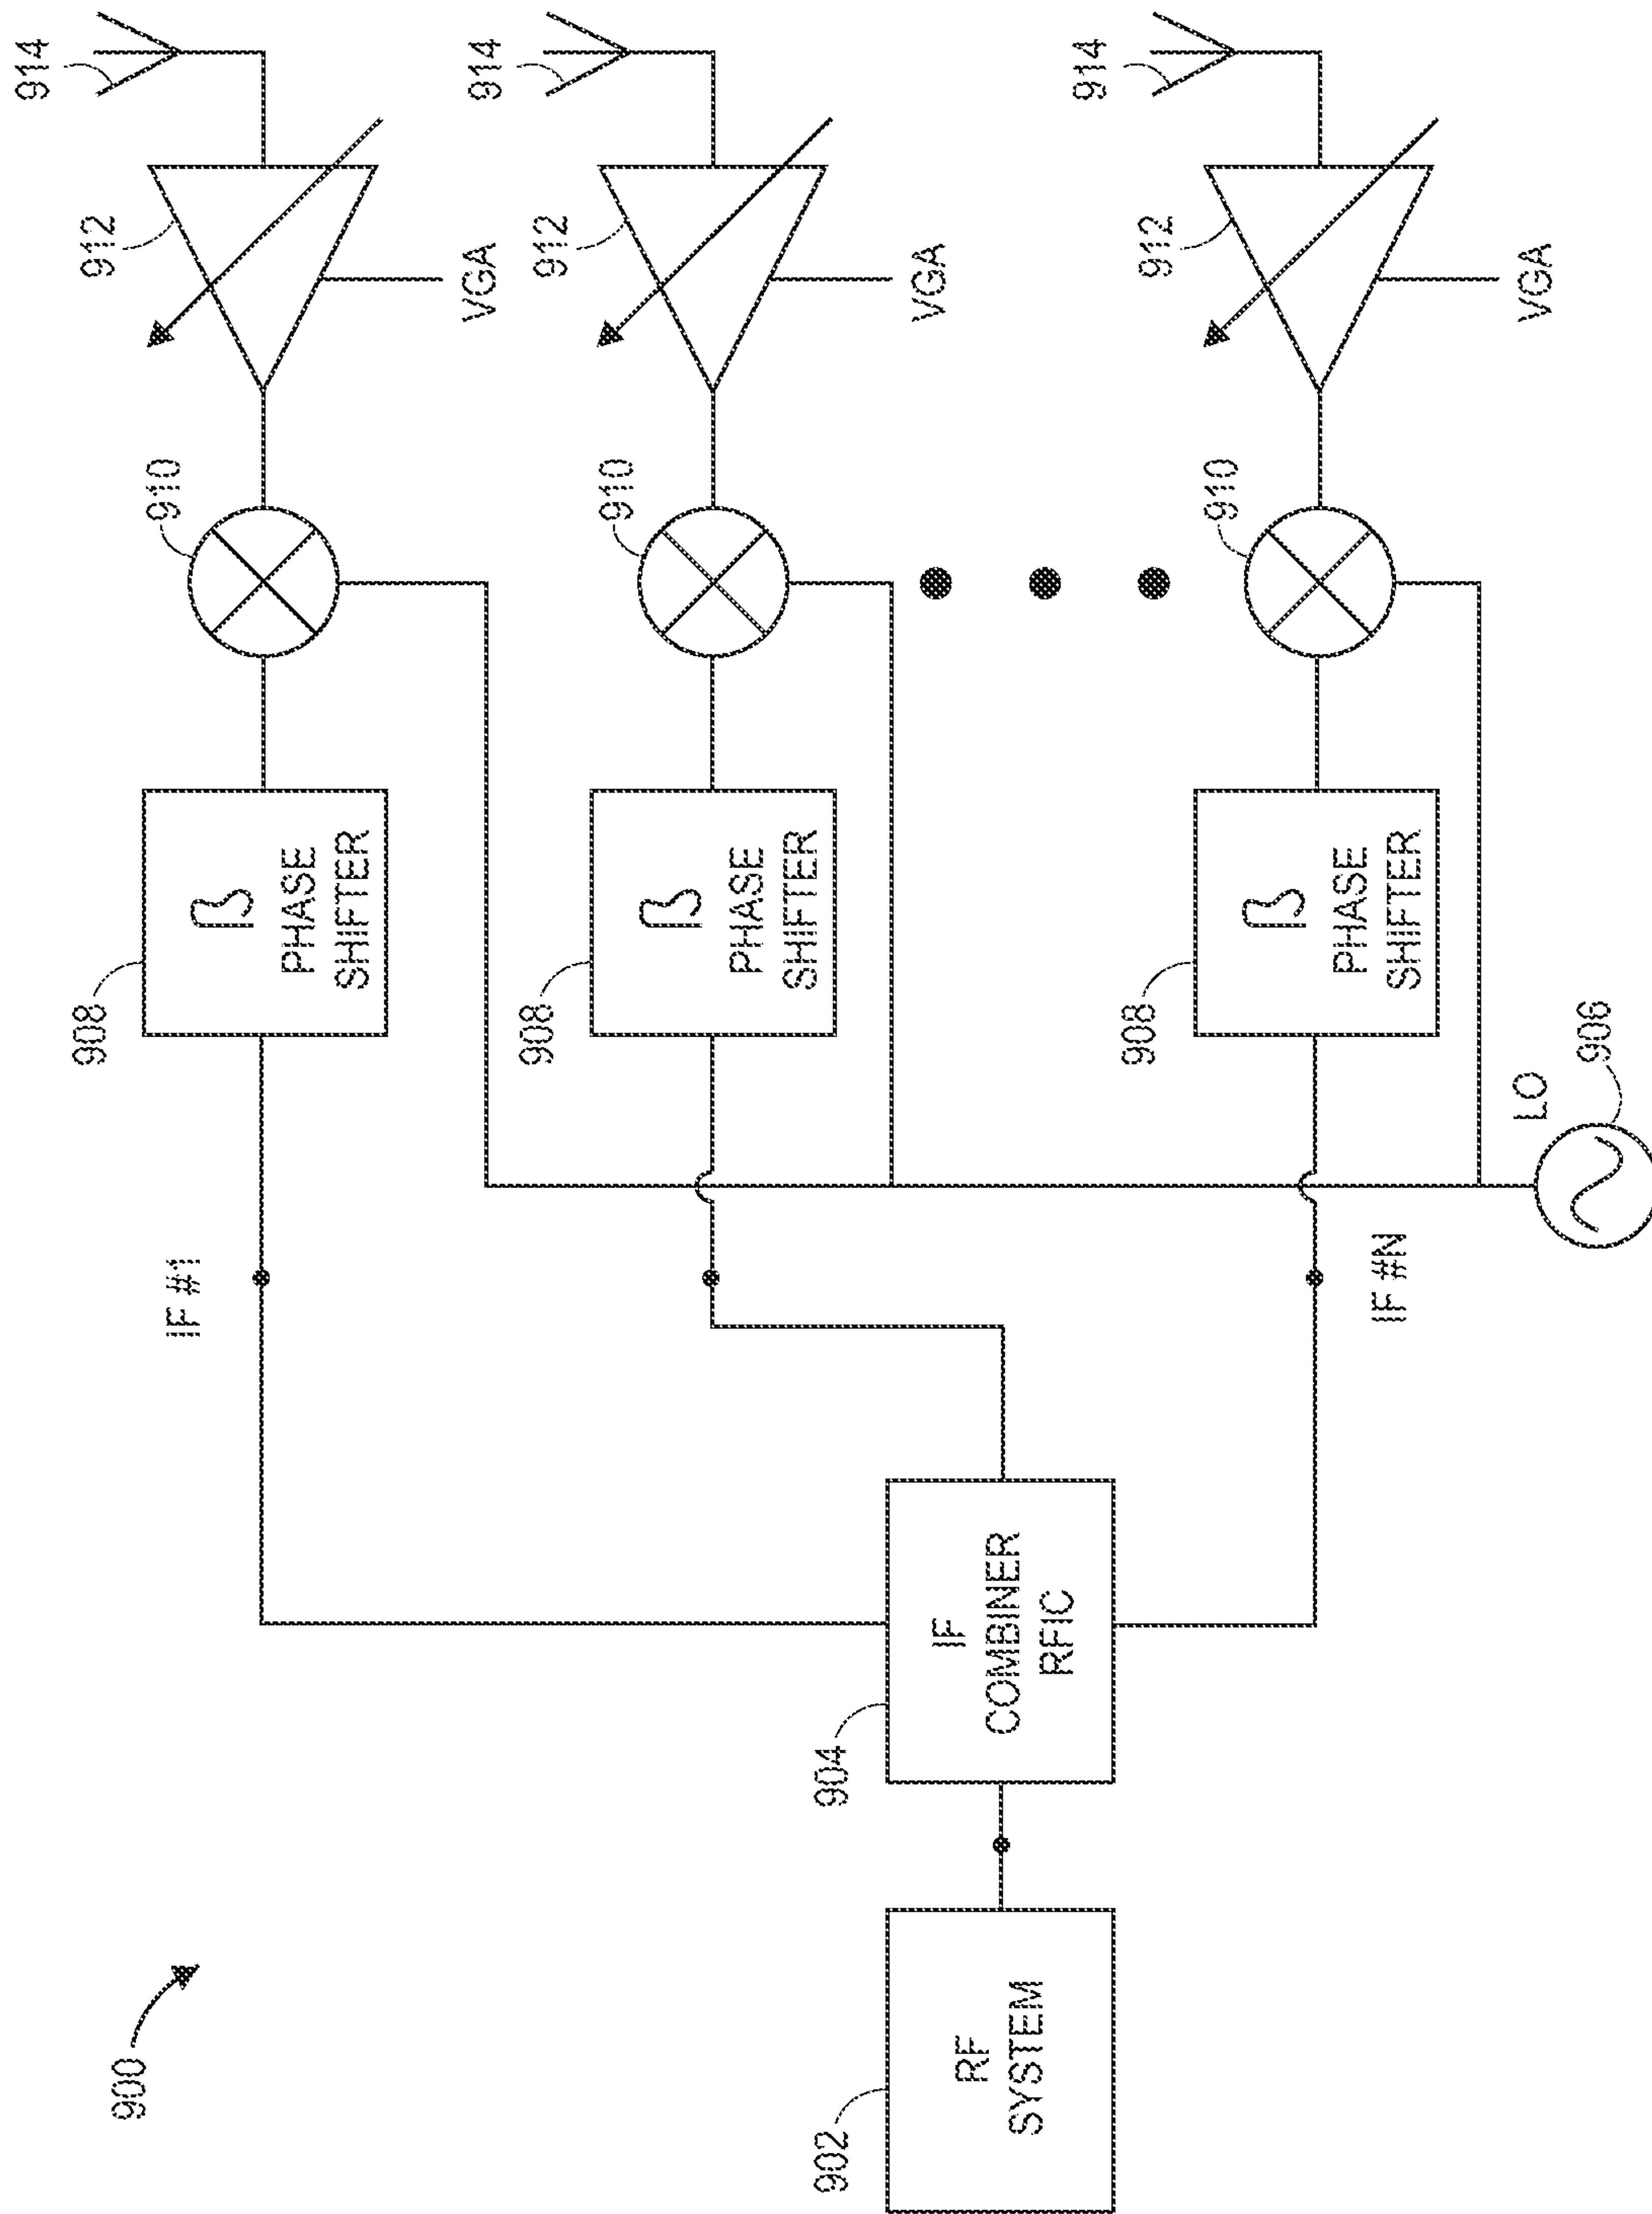 900
902
RF
SYSTEM
904
IF
COMBINER
RFIC
IF #1
IF #N
LO
906
908
β
PHASE
SHIFTER
908
β
PHASE
SHIFTER
908
β
PHASE
SHIFTER
910
910
910
912
VGA
912
VGA
912
VGA
914
914
914